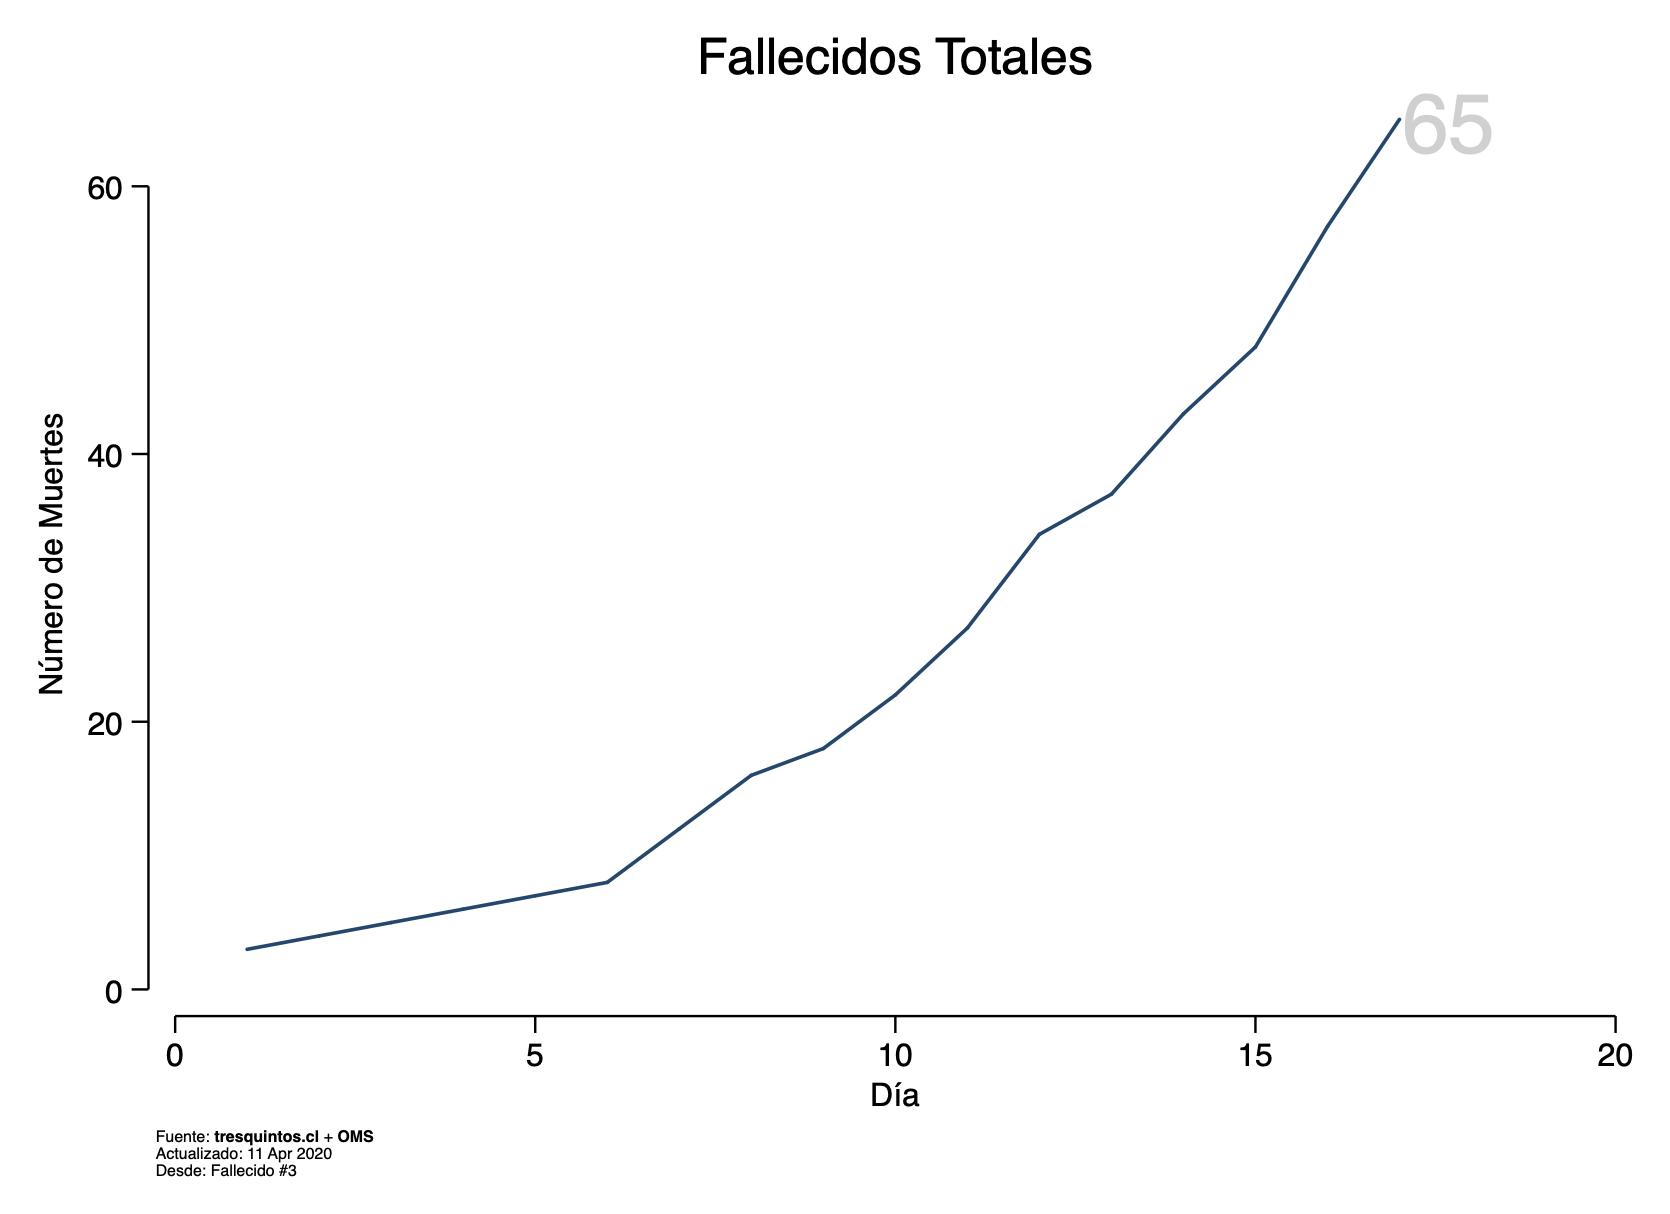 Fallecidos Totales
65
60
40
20
0
Número de Muertes
0 5 10 15 20
Día
Fuente: tresquintos.cl + OMS
Actualizado: 11 Apr 2020
Desde: Fallecido #3